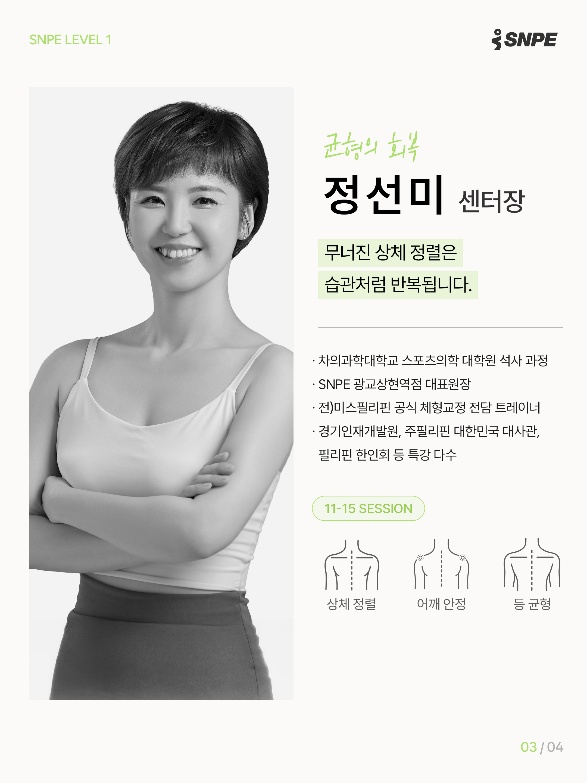 SNPE LEVEL 1
SNPE
균형의 회복
정선미 센터장
무너진 상체 정렬은
습관처럼 반복됩니다.
· 차의과학대학교 스포츠의학 대학원 석사 과정
· SNPE 광교상현역점 대표원장
· 전)미스필리핀 공식 체형교정 전담 트레이너
· 경기인재개발원, 주필리핀 대한민국 대사관,
필리핀 한인회 등 특강 다수
11-15 SESSION
상체 정렬
어깨 안정
등 균형
03 / 04